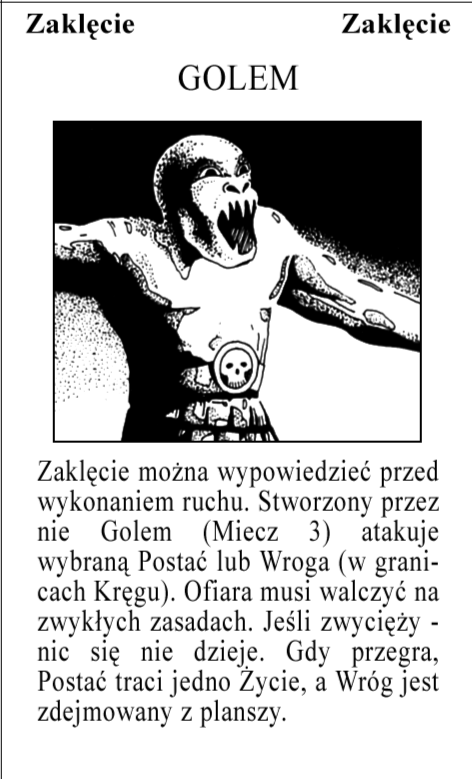 Zaklęcie Zaklęcie
GOLEM
Zaklęcie można wypowiedzieć przed
wykonaniem ruchu. Stworzony przez
nie Golem (Miecz 3) atakuje
wybraną Postać lub Wroga (w grani-
cach Kręgu). Ofiara musi walczyć na
zwykłych zasadach. Jeśli zwycięży -
nic się nie dzieje. Gdy przegra,
Postać traci jedno Życie, a Wróg jest
zdejmowany z planszy.